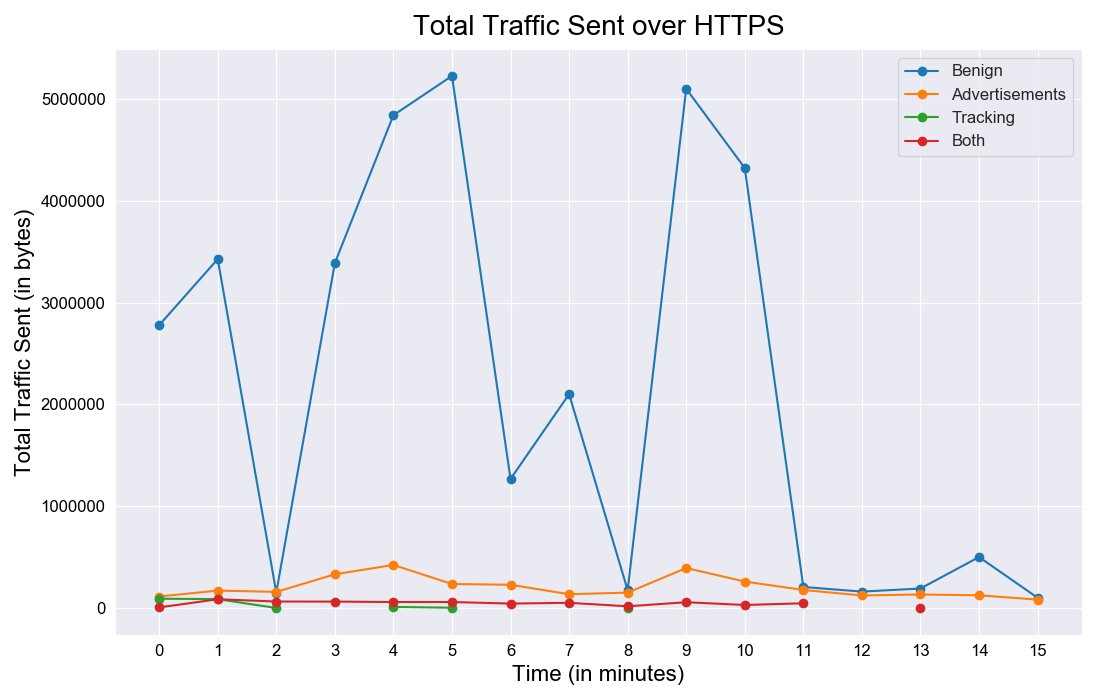 Total Traffic Sent over HTTPS
Benign
Advertisements
Tracking
Both
Total Traffic Sent (in bytes)
5000000
4000000
3000000
2000000
1000000
0
0 1 2 3 4 5 6 7 8 9 10 11 12 13 14 15
Time (in minutes)